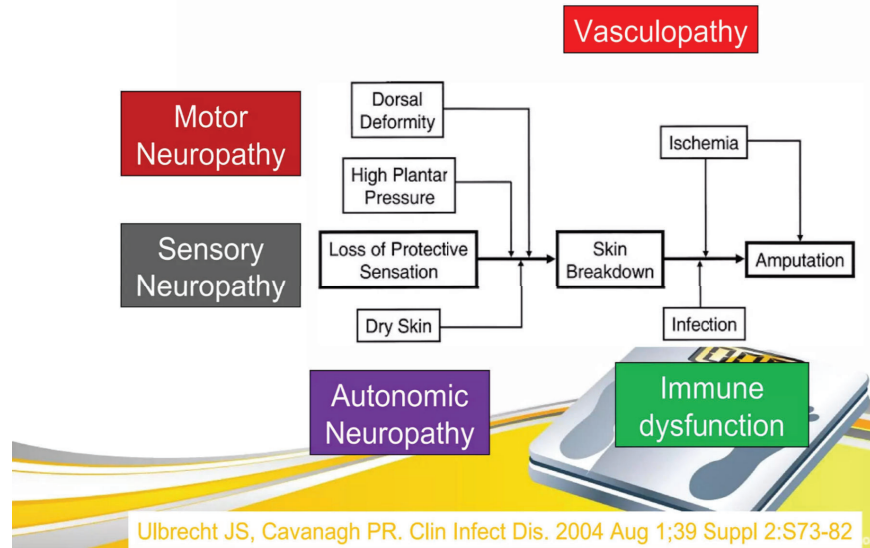 Vasculopathy
Motor
Neuropathy
Dorsal
Deformity
Ischemia
High Plantar
Pressure
Sensory
Neuropathy
Loss of Protective
Sensation
Skin
Breakdown
Amputation
Dry Skin
Infection
Autonomic
Neuropathy
Immune
dysfunction
Ulbrecht JS, Cavanagh PR. Clin Infect Dis. 2004 Aug 1;39 Suppl 2:S73-82